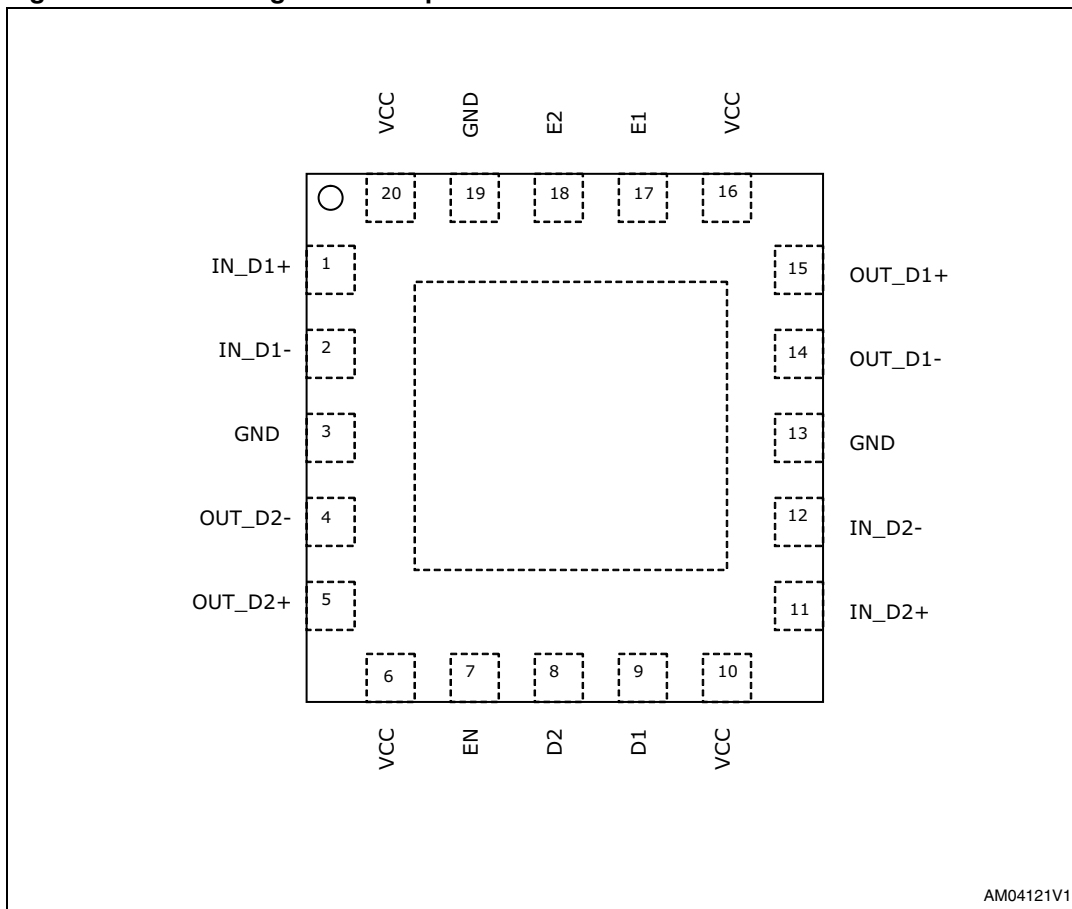 VCC GND E2 E1 VCC
20 19 18 17 16
IN_D1+ 1 15 OUT_D1+
IN_D1- 2 14 OUT_D1-
GND 3 13 GND
OUT_D2- 4 12 IN_D2-
OUT_D2+ 5 11 IN_D2+
6 7 8 9 10
VCC EN D2 D1 VCC
AM04121V1